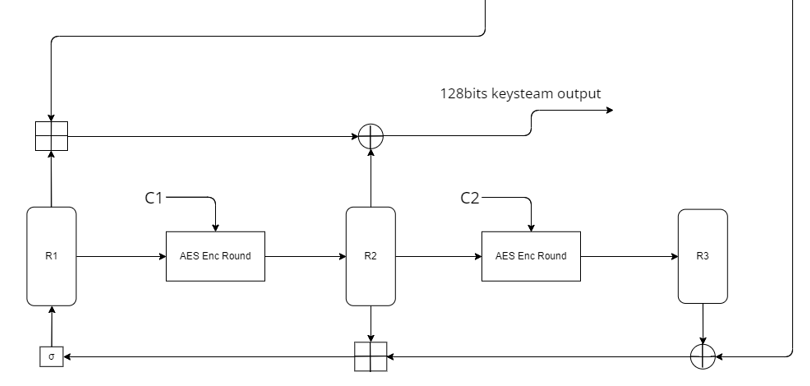 128bits keysteam output
C1
C2
R1
AES Enc Round
R2
AES Enc Round
R3
σ